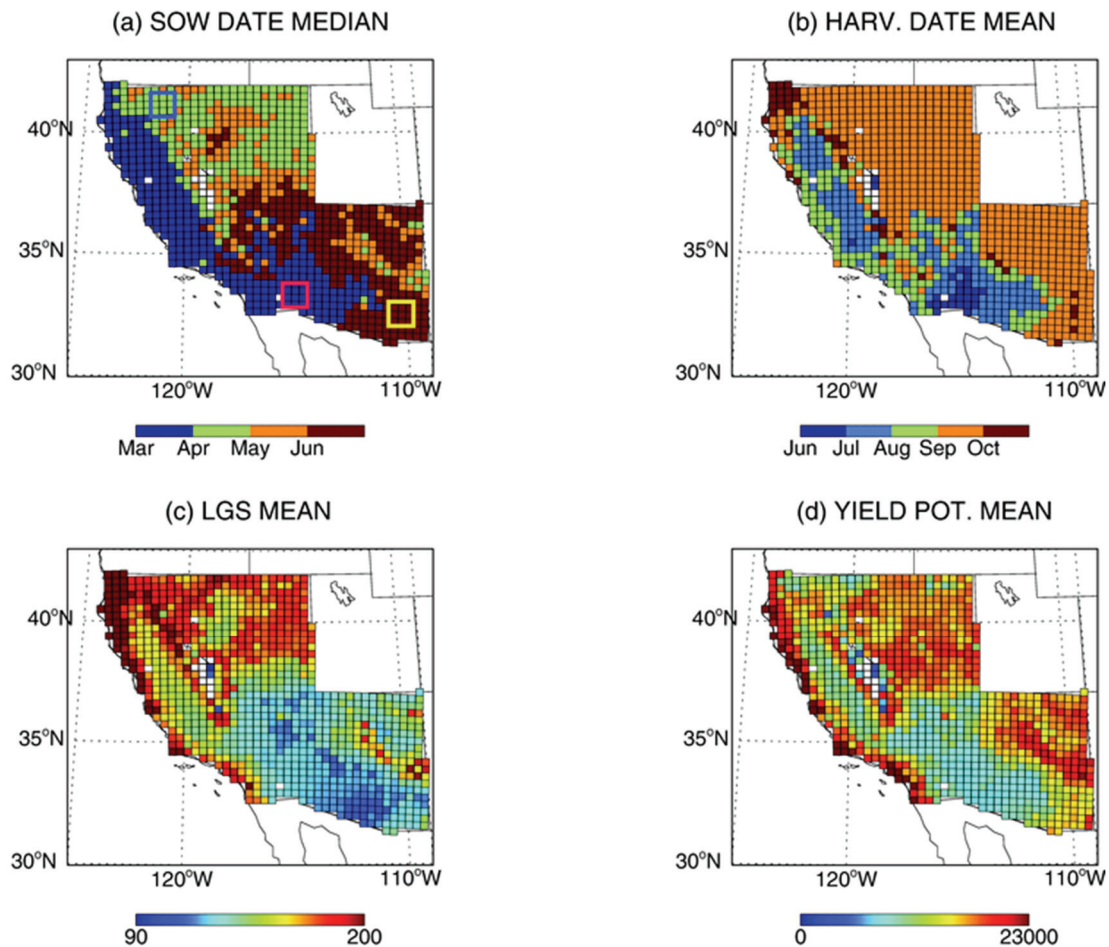 (a) SOW DATE MEDIAN
(b) HARV. DATE MEAN
40°N
35°N
30°N
120°W
110°W
Mar Apr May Jun
40°N
35°N
30°N
120°W
110°W
Jun Jul Aug Sep Oct
(c) LGS MEAN
(d) YIELD POT. MEAN
40°N
35°N
30°N
120°W
110°W
90 200
40°N
35°N
30°N
120°W
110°W
0 23000